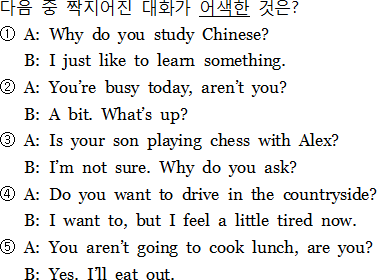 다음 중 짝지어진 대화가 어색한 것은?
① A: Why do you study Chinese?
B: I just like to learn something.
② A: You're busy today, aren't you?
B: A bit. What's up?
③ A: Is your son playing chess with Alex?
B: I'm not sure. Why do you ask?
④ A: Do you want to drive in the countryside?
B: I want to, but I feel a little tired now.
⑤ A: You aren't going to cook lunch, are you?
B: Yes. I'll eat out.